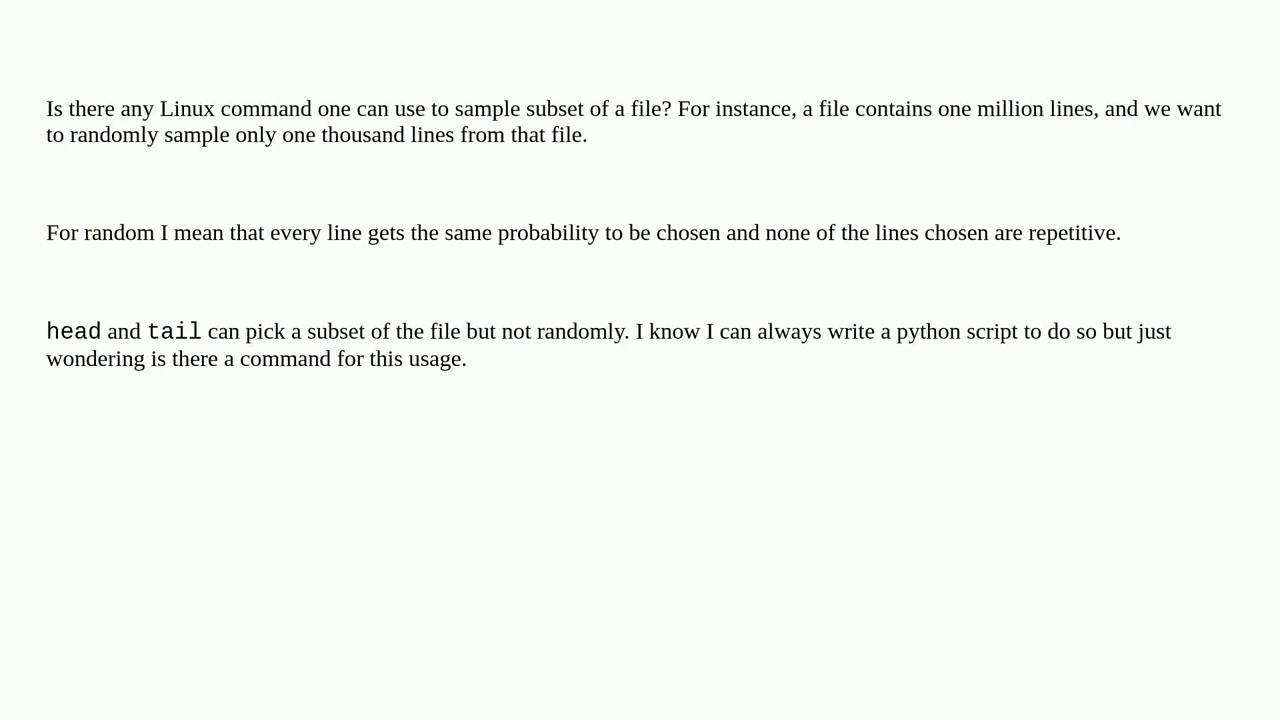 Is there any Linux command one can use to sample subset of a file? For instance, a file contains one million lines, and we want
to randomly sample only one thousand lines from that file.
For random I mean that every line gets the same probability to be chosen and none of the lines chosen are repetitive.
head and tail can pick a subset of the file but not randomly. I know I can always write a python script to do so but just
wondering is there a command for this usage.